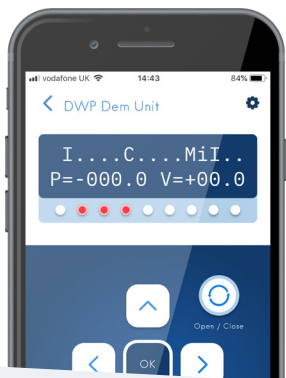 vodafone UK 14:43 84%
DWP Dem Unit
I....C....MiI..
P=-000.0 V=+00.0
Open / Close
OK